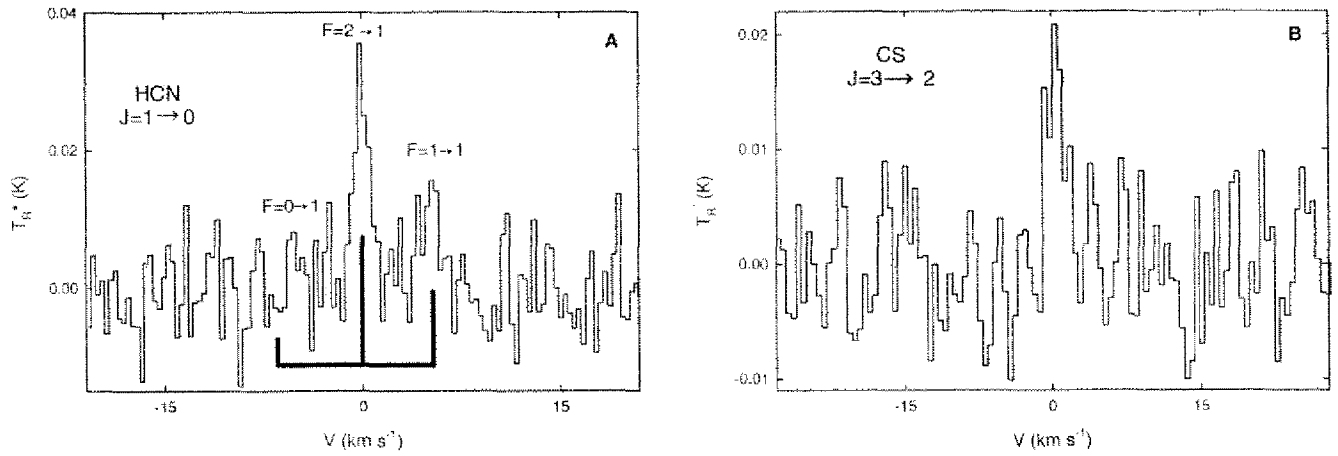 0.04
F=2→1
A
HCN
J=1→0
0.02
F=1→1
F=0→1
0.00
T_R* (K)
-15
0
15
V (km s⁻¹)
0.02
B
CS
J=3→2
0.01
0.00
-0.01
T_R* (K)
-15
0
15
V (km s⁻¹)